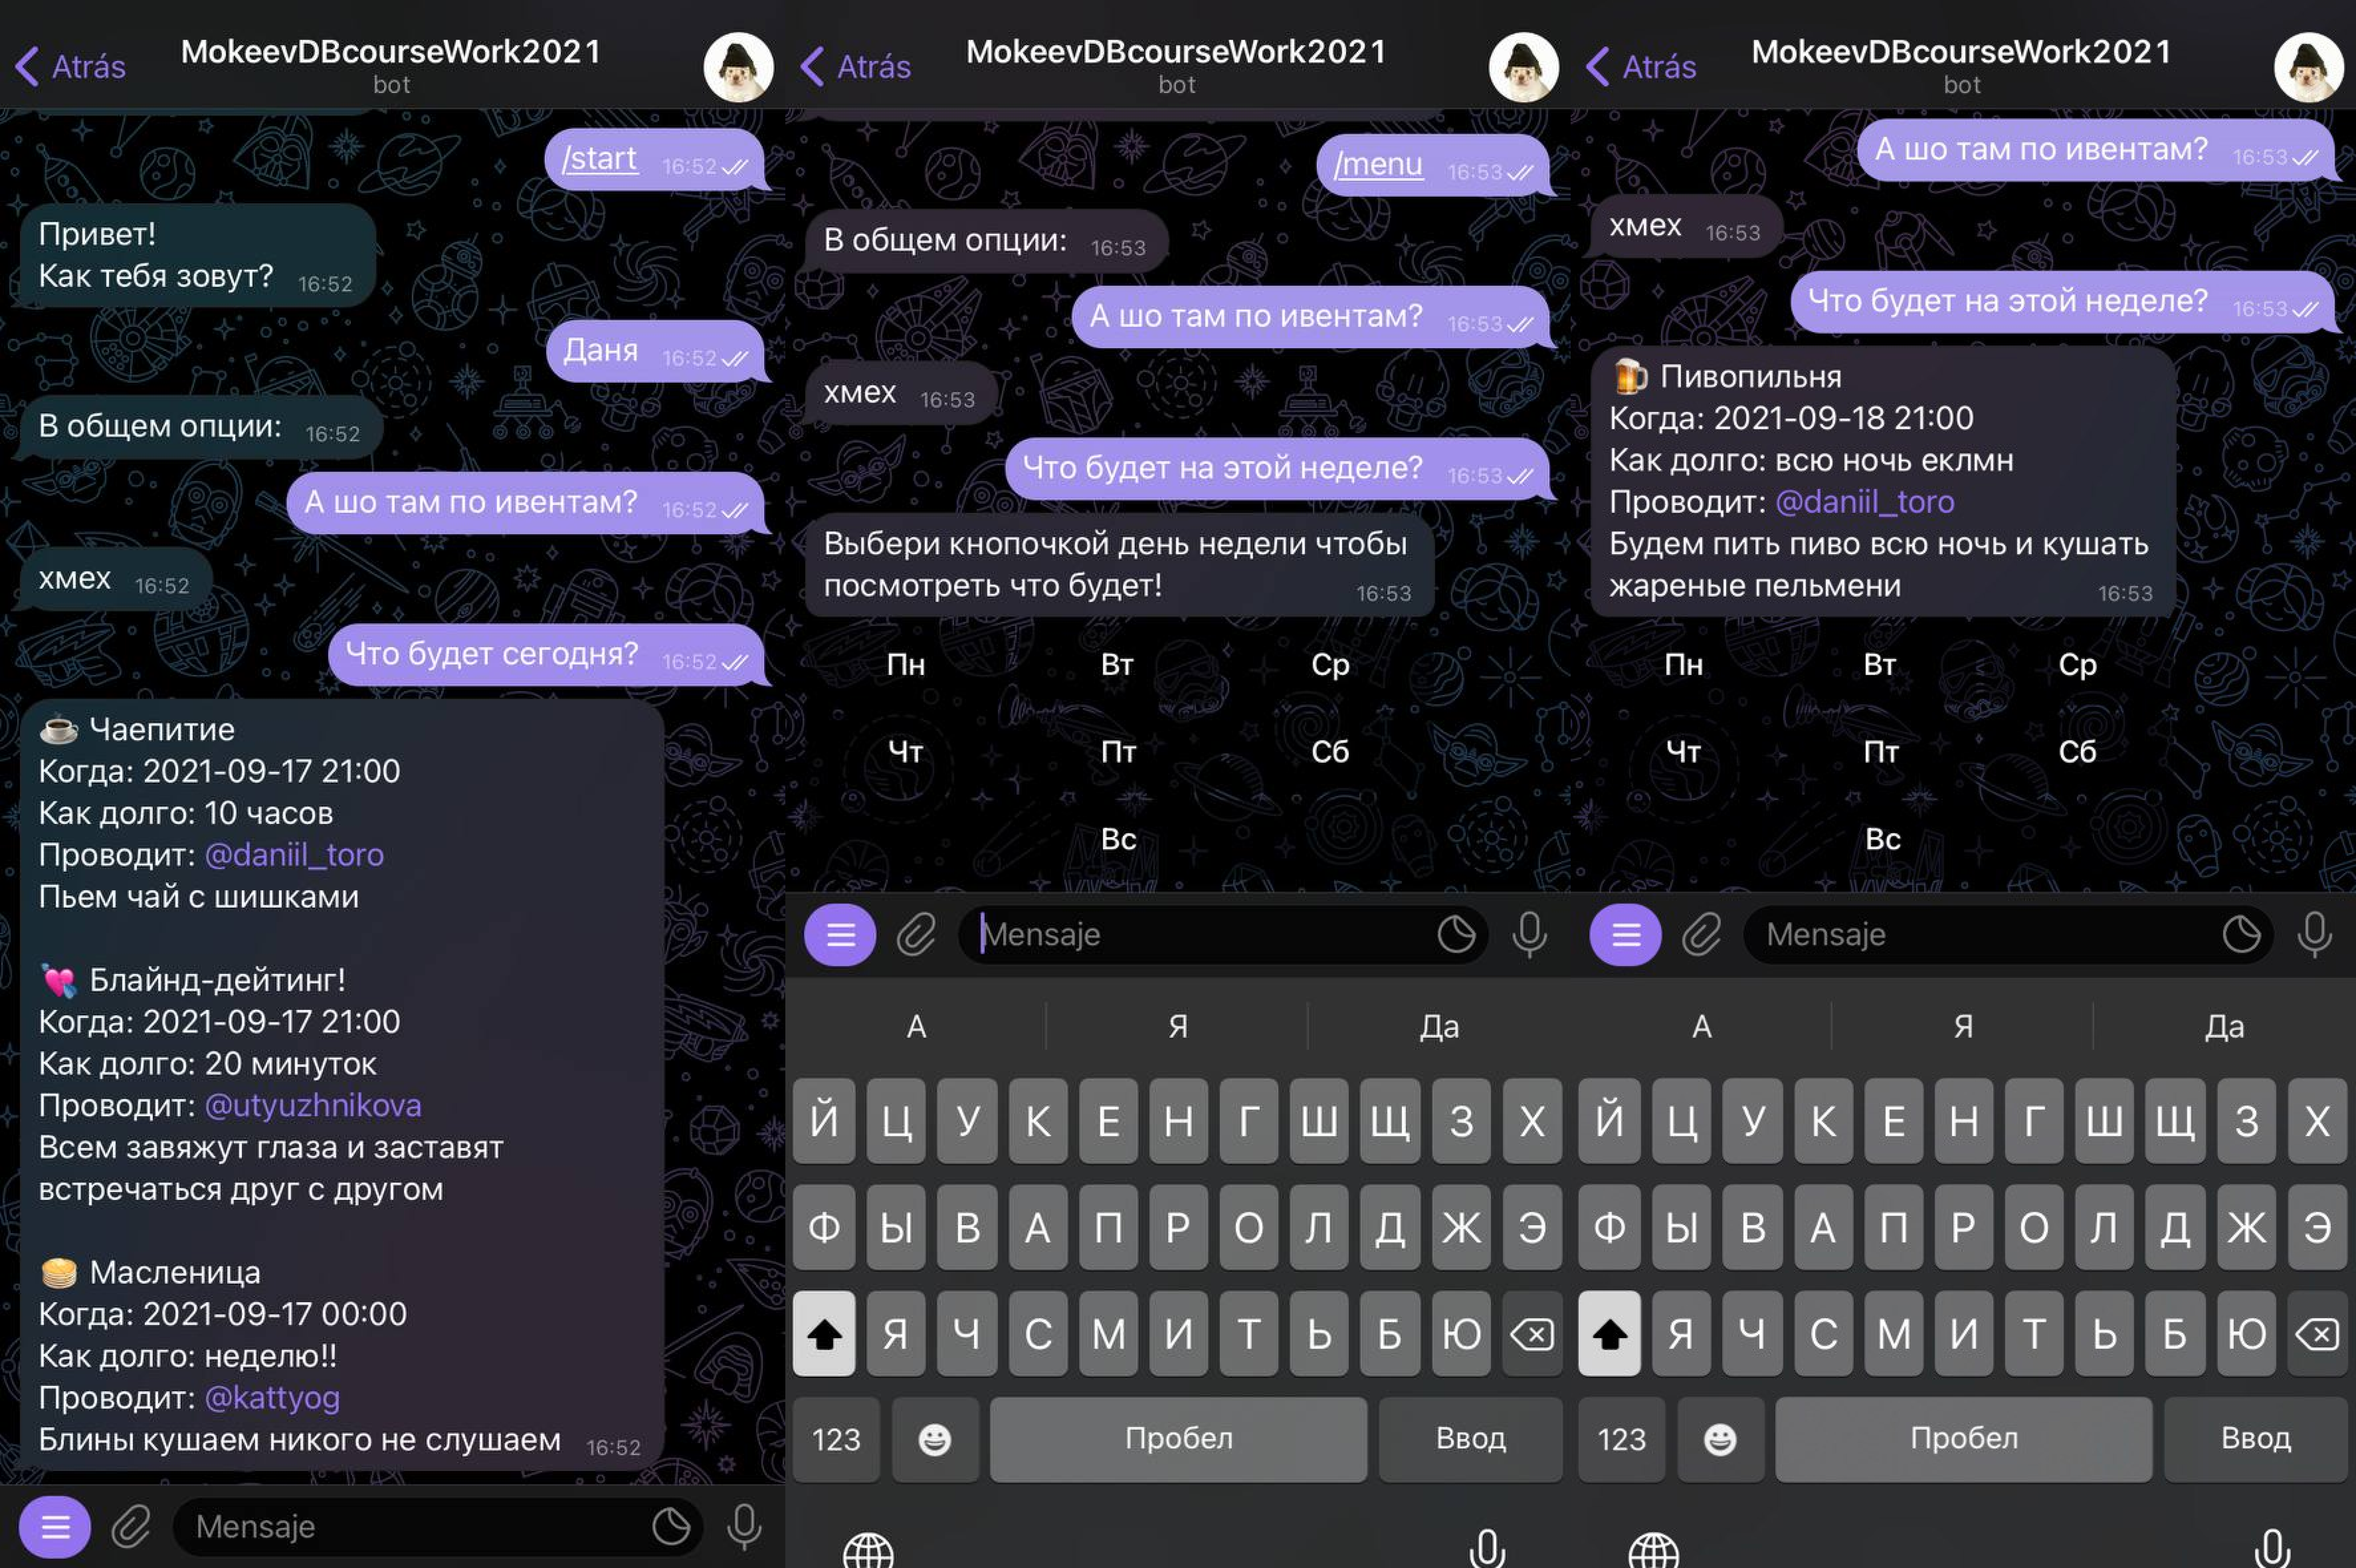 Atrás
MokeevDBcourseWork2021
bot
/start 16:52
Привет!
Как тебя зовут? 16:52
Даня 16:52
В общем опции: 16:52
А шо там по ивентам? 16:52
хмех 16:52
Что будет сегодня? 16:52
Чаепитие
Когда: 2021-09-17 21:00
Как долго: 10 часов
Проводит: @daniil_toro
Пьем чай с шишками
Блайнд-дейтинг!
Когда: 2021-09-17 21:00
Как долго: 20 минуток
Проводит: @utyuzhnikova
Всем завяжут глаза и заставят
встречаться друг с другом
Масленица
Когда: 2021-09-17 00:00
Как долго: неделю!!
Проводит: @kattyog
Блины кушаем никого не слушаем 16:52
Mensaje
Atrás
MokeevDBcourseWork2021
bot
/menu 16:53
В общем опции: 16:53
А шо там по ивентам? 16:53
хмех 16:53
Что будет на этой неделе? 16:53
Выбери кнопочкой день недели чтобы
посмотреть что будет! 16:53
Пн Вт Ср
Чт Пт Сб
Вс
Mensaje
А Я Да
Й Ц У К Е Н Г Ш Щ З Х
Ф Ы В А П Р О Л Д Ж Э
Я Ч С М И Т Ь Б Ю
123 Пробел Ввод
Atrás
MokeevDBcourseWork2021
bot
А шо там по ивентам? 16:53
хмех 16:53
Что будет на этой неделе? 16:53
Пивопильня
Когда: 2021-09-18 21:00
Как долго: всю ночь еклмн
Проводит: @daniil_toro
Будем пить пиво всю ночь и кушать
жареные пельмени 16:53
Пн Вт Ср
Чт Пт Сб
Вс
Mensaje
А Я Да
Й Ц У К Е Н Г Ш Щ З Х
Ф Ы В А П Р О Л Д Ж Э
Я Ч С М И Т Ь Б Ю
123 Пробел Ввод